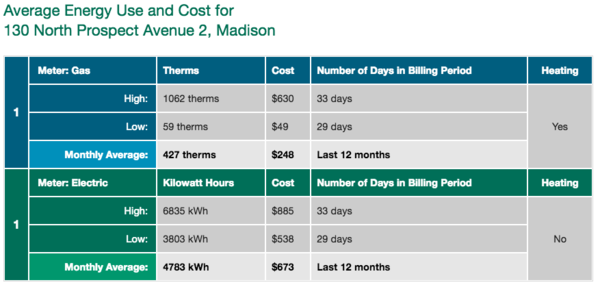 Average Energy Use and Cost for
130 North Prospect Avenue 2, Madison
1
Meter: Gas Therms Cost Number of Days in Billing Period Heating
High: 1062 therms $630 33 days
Low: 59 therms $49 29 days
Yes
Monthly Average: 427 therms $248 Last 12 months
1
Meter: Electric Kilowatt Hours Cost Number of Days in Billing Period Heating
High: 6835 kWh $885 33 days
Low: 3803 kWh $538 29 days
No
Monthly Average: 4783 kWh $673 Last 12 months